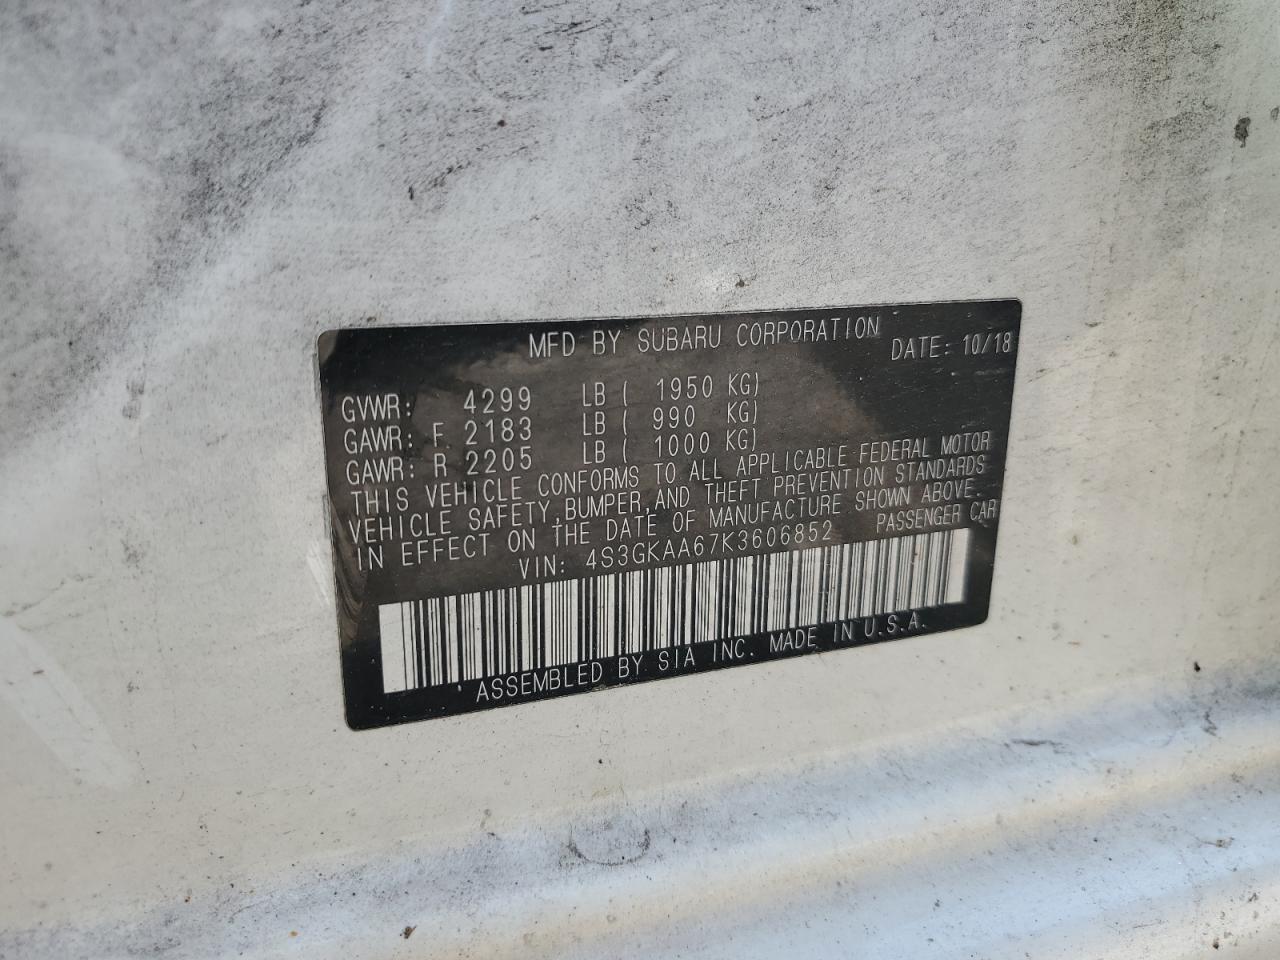 MFD BY SUBARU CORPORATION DATE: 10/18
GVWR: 4299 LB ( 1950 KG)
GAWR: F 2183 LB ( 990 KG)
GAWR: R 2205 LB ( 1000 KG)
THIS VEHICLE CONFORMS TO ALL APPLICABLE FEDERAL MOTOR
VEHICLE SAFETY, BUMPER, AND THEFT PREVENTION STANDARDS
IN EFFECT ON THE DATE OF MANUFACTURE SHOWN ABOVE.
VIN: 4S3GKAA67K3606852 PASSENGER CAR
ASSEMBLED BY SIA INC. MADE IN U.S.A.